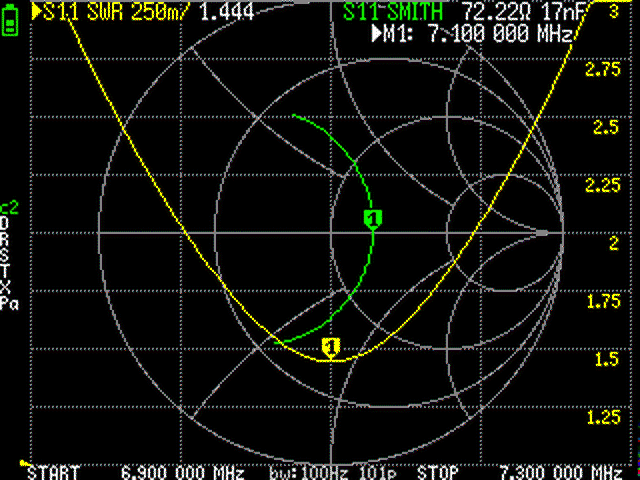 S11 SWR 250m/ 1.444 S11 SMITH 72.22Ω 17nF 3
M1: 7.100 000 MHz
2.75
2.5
2.25
c2
D
R
S
T
X
Pa
2
1
1.75
1
1.5
1.25
START 6.900 000 MHz bw:100Hz 101p STOP 7.300 000 MHz